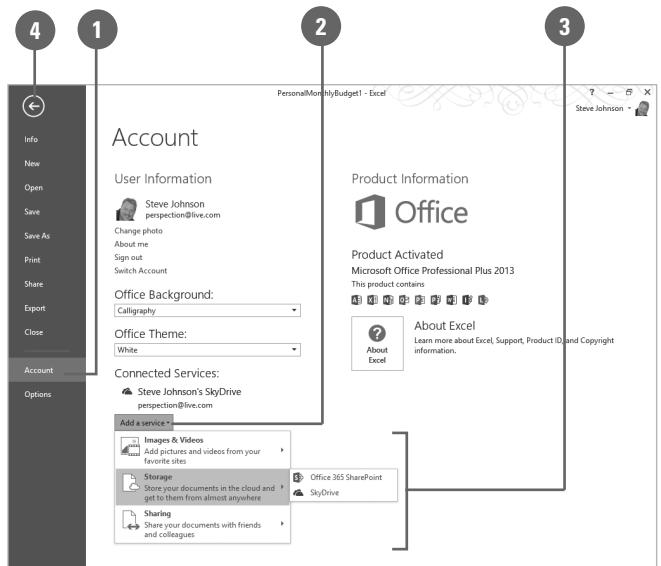 4
1
2
3
PersonalMonthlyBudget1 - Excel
?
Steve Johnson
Info
New
Open
Save
Save As
Print
Share
Export
Close
Account
Options
Account
User Information
Steve Johnson
perspection@live.com
Change photo
About me
Sign out
Switch Account
Office Background:
Calligraphy
Office Theme:
White
Connected Services:
Steve Johnson's SkyDrive
perspection@live.com
Add a service
Images & Videos
Add pictures and videos from your
favorite sites
Storage
Store your documents in the cloud and
get to them from almost anywhere
Sharing
Share your documents with friends
and colleagues
Office 365 SharePoint
SkyDrive
Product Information
Office
Product Activated
Microsoft Office Professional Plus 2013
This product contains
?
About
Excel
About Excel
Learn more about Excel, Support, Product ID, and Copyright
information.